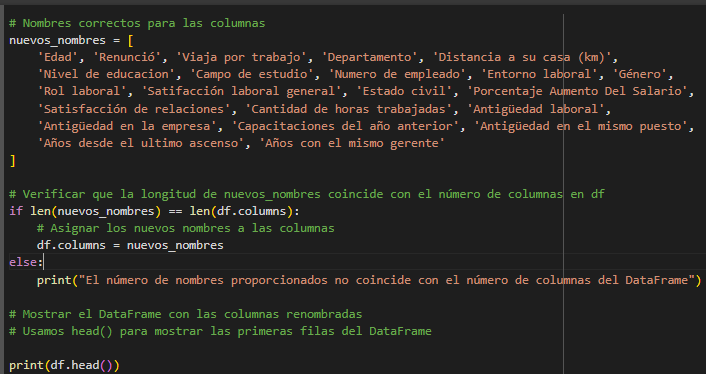 # Nombres correctos para las columnas
nuevos_nombres = [
    'Edad', 'Renunció', 'Viaja por trabajo', 'Departamento', 'Distancia a su casa (km)',
    'Nivel de educacion', 'Campo de estudio', 'Numero de empleado', 'Entorno laboral', 'Género',
    'Rol laboral', 'Satifacción laboral general', 'Estado civil', 'Porcentaje Aumento Del Salario',
    'Satisfacción de relaciones', 'Cantidad de horas trabajadas', 'Antigüedad laboral',
    'Antigüedad en la empresa', 'Capacitaciones del año anterior', 'Antigüedad en el mismo puesto',
    'Años desde el ultimo ascenso', 'Años con el mismo gerente'
]
# Verificar que la longitud de nuevos_nombres coincide con el número de columnas en df
if len(nuevos_nombres) == len(df.columns):
    # Asignar los nuevos nombres a las columnas
    df.columns = nuevos_nombres
else:
    print("El número de nombres proporcionados no coincide con el número de columnas del DataFrame")
# Mostrar el DataFrame con las columnas renombradas
# Usamos head() para mostrar las primeras filas del DataFrame
print(df.head())